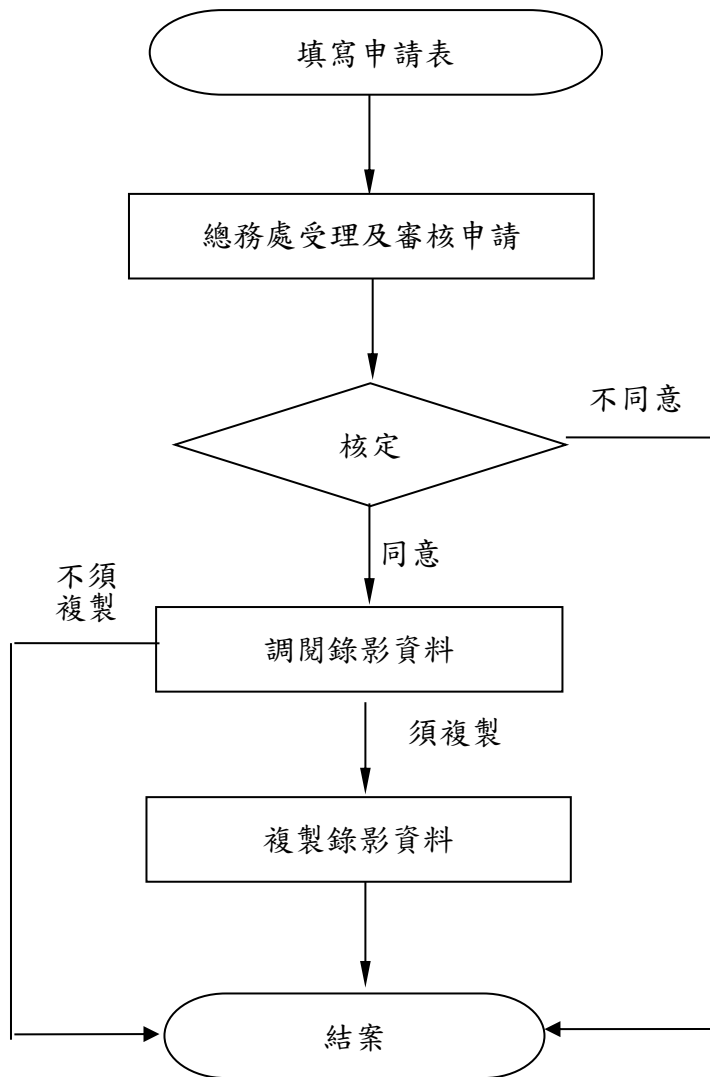 填寫申請表
總務處受理及審核申請
不同意
核定
同意
不須
複製
調閱錄影資料
須複製
複製錄影資料
結案